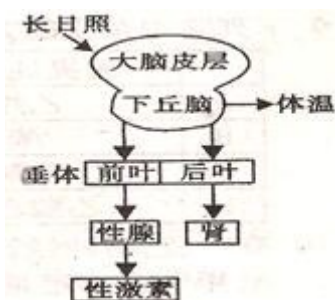 长日照
大脑皮层
下丘脑 体温
垂体 前叶 后叶
性腺 肾
性激素